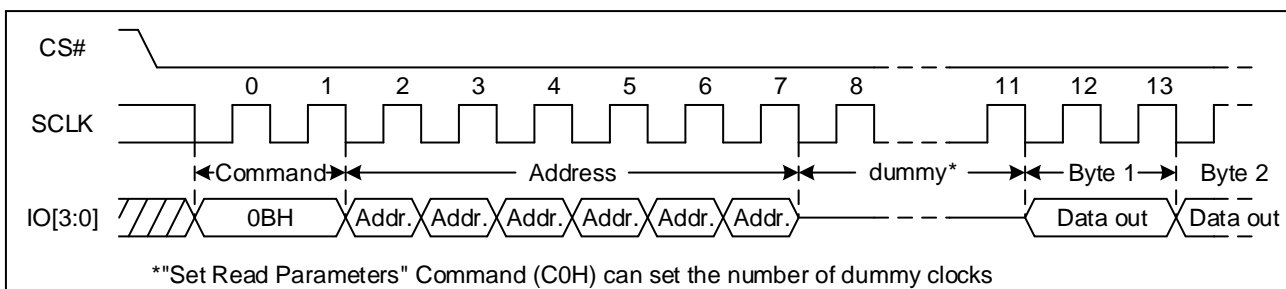 CS#
0 1 2 3 4 5 6 7 8 11 12 13
SCLK
Command Address dummy* Byte 1 Byte 2
IO[3:0] 0BH Addr. Addr. Addr. Addr. Addr. Addr. Data out Data out
*"Set Read Parameters" Command (C0H) can set the number of dummy clocks